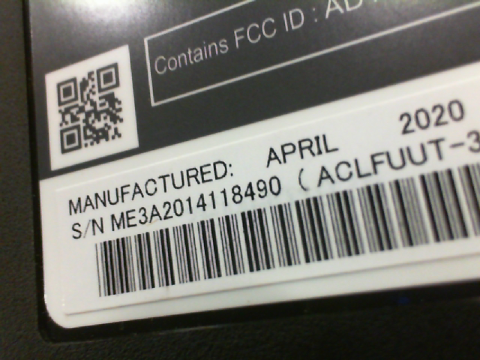 Contains FCC ID :
MANUFACTURED: APRIL 2020
S/N ME3A2014118490 (ACLFUUT-3